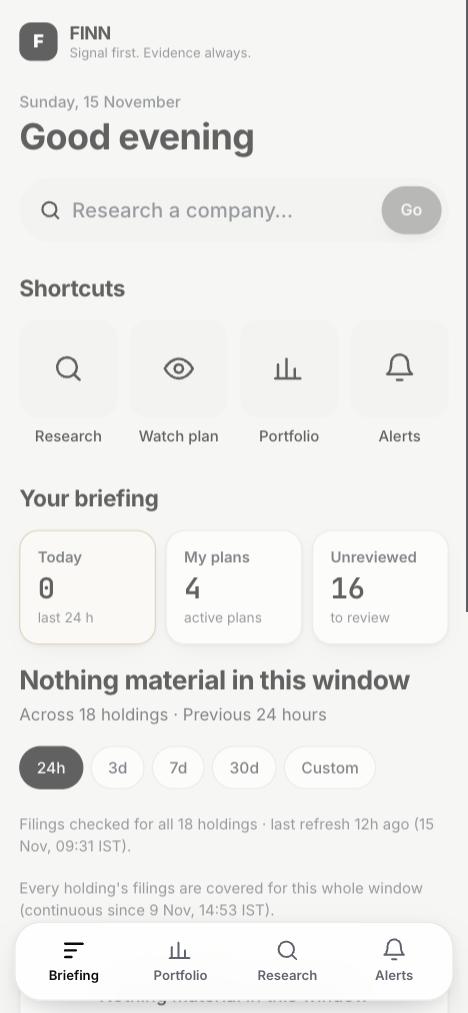 F
FINN
Signal first. Evidence always.
Sunday, 15 November
Good evening
Research a company...
Go
Shortcuts
Research
Watch plan
Portfolio
Alerts
Your briefing
Today
0
last 24 h
My plans
4
active plans
Unreviewed
16
to review
Nothing material in this window
Across 18 holdings · Previous 24 hours
24h
3d
7d
30d
Custom
Filings checked for all 18 holdings · last refresh 12h ago (15
Nov, 09:31 IST).
Every holding's filings are covered for this whole window
(continuous since 9 Nov, 14:53 IST).
Briefing
Portfolio
Research
Alerts